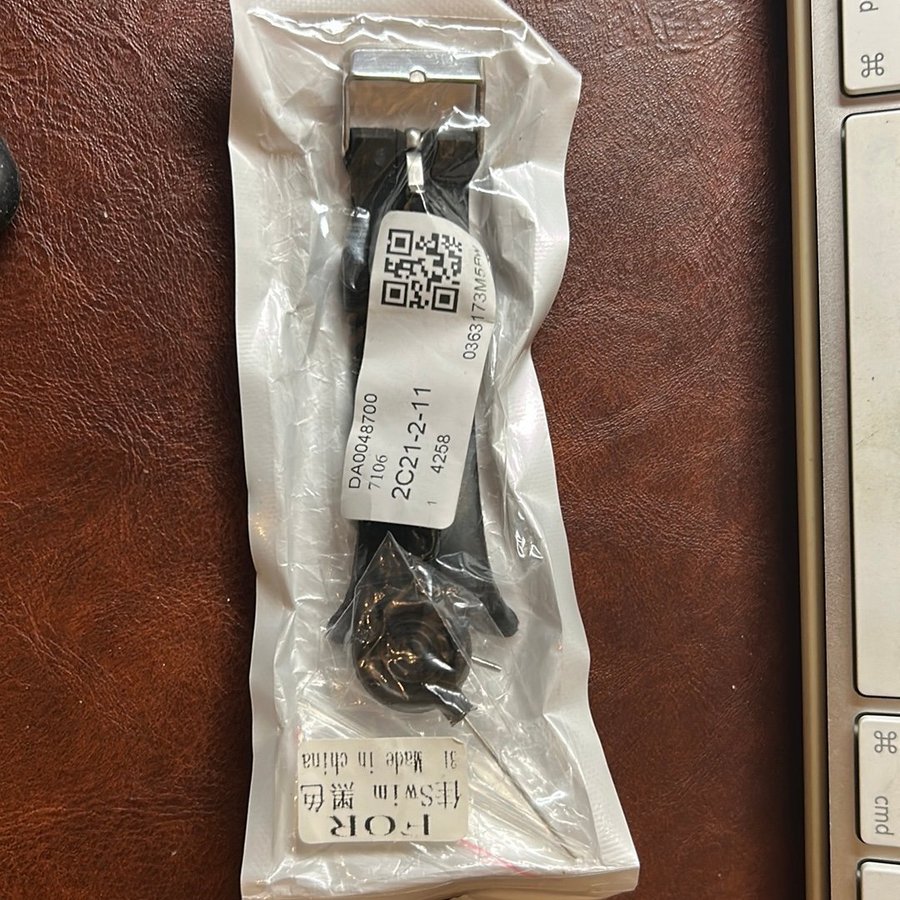 DA0048700
7106
2C21-2-11
1 4258
0363173M5
FOR
佳Swim 黑色
31 Made in china
⌘
cmd
⌘